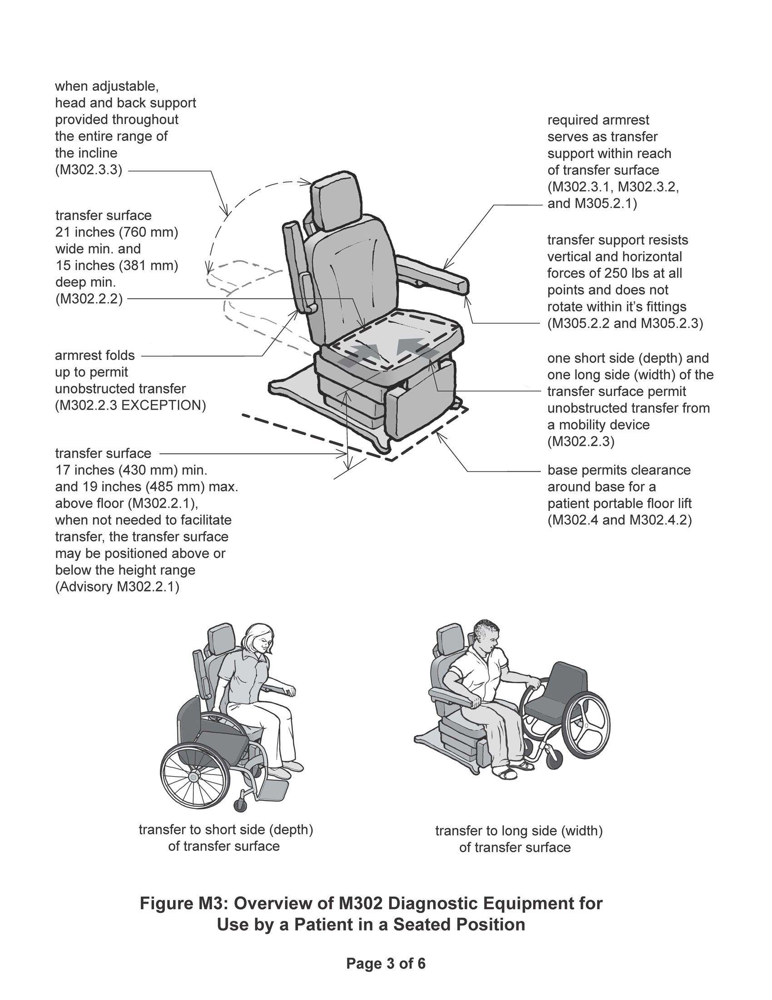 when adjustable,
head and back support
provided throughout
the entire range of
the incline
(M302.3.3)
transfer surface
21 inches (760 mm)
wide min. and
15 inches (381 mm)
deep min.
(M302.2.2)
armrest folds
up to permit
unobstructed transfer
(M302.2.3 EXCEPTION)
transfer surface
17 inches (430 mm) min.
and 19 inches (485 mm) max.
above floor (M302.2.1),
when not needed to facilitate
transfer, the transfer surface
may be positioned above or
below the height range
(Advisory M302.2.1)
required armrest
serves as transfer
support within reach
of transfer surface
(M302.3.1, M302.3.2,
and M305.2.1)
transfer support resists
vertical and horizontal
forces of 250 lbs at all
points and does not
rotate within it’s fittings
(M305.2.2 and M305.2.3)
one short side (depth) and
one long side (width) of the
transfer surface permit
unobstructed transfer from
a mobility device
(M302.2.3)
base permits clearance
around base for a
patient portable floor lift
(M302.4 and M302.4.2)
transfer to short side (depth)
of transfer surface
transfer to long side (width)
of transfer surface
Figure M3: Overview of M302 Diagnostic Equipment for
Use by a Patient in a Seated Position
Page 3 of 6